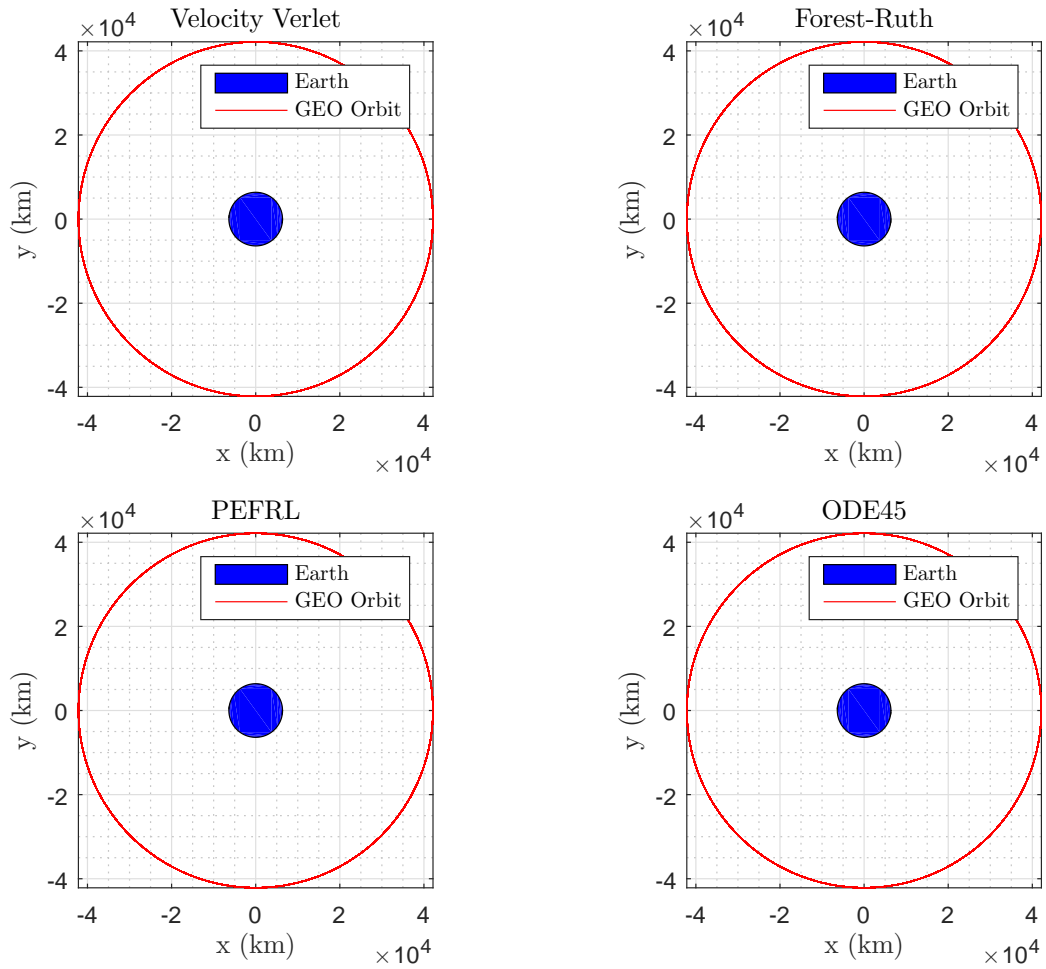 Velocity Verlet
×10⁴
4
2
0
-2
-4
y (km)
Earth
GEO Orbit
-4 -2 0 2 4
x (km)
×10⁴
Forest-Ruth
×10⁴
4
2
0
-2
-4
y (km)
Earth
GEO Orbit
-4 -2 0 2 4
x (km)
×10⁴
PEFRL
×10⁴
4
2
0
-2
-4
y (km)
Earth
GEO Orbit
-4 -2 0 2 4
x (km)
×10⁴
ODE45
×10⁴
4
2
0
-2
-4
y (km)
Earth
GEO Orbit
-4 -2 0 2 4
x (km)
×10⁴